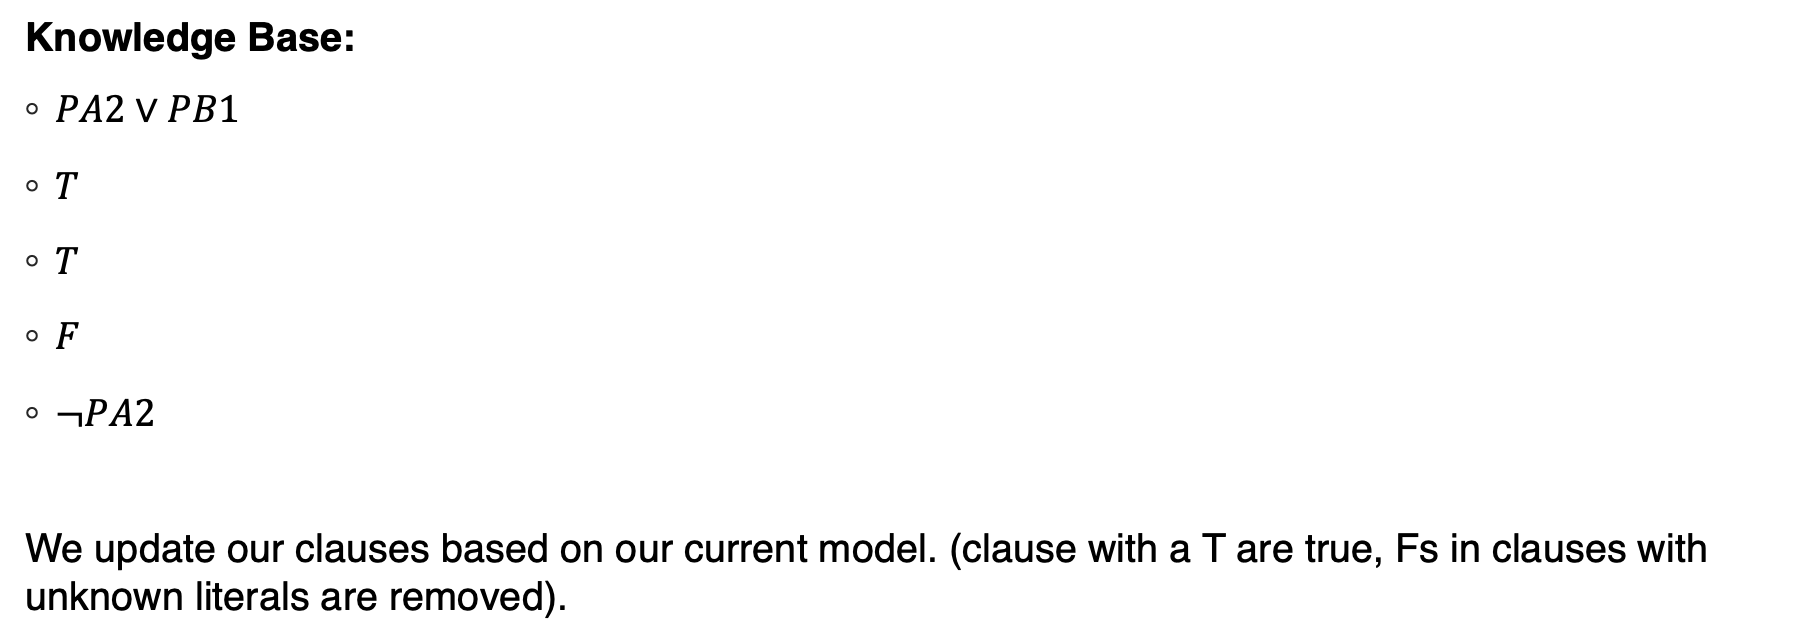 Knowledge Base:
◦ 𝑃𝐴2 ∨ 𝑃𝐵1
◦ 𝑇
◦ 𝑇
◦ 𝐹
◦ ¬𝑃𝐴2
We update our clauses based on our current model. (clause with a T are true, Fs in clauses with
unknown literals are removed).